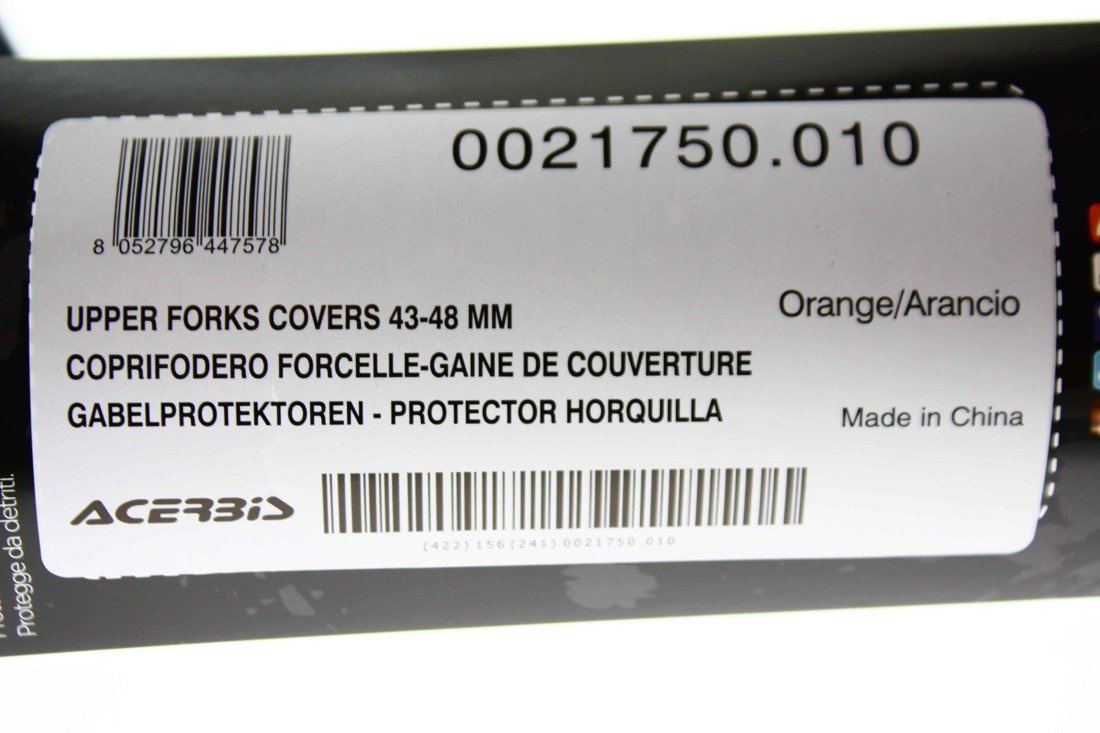 0021750.010
8 052796 447578
UPPER FORKS COVERS 43-48 MM
Orange/Arancio
COPRIFODERO FORCELLE-GAINE DE COUVERTURE
GABELPROTEKTOREN - PROTECTOR HORQUILLA
Made in China
ACERBIS
(422)156(241)0021750.010
Protegge da detriti.